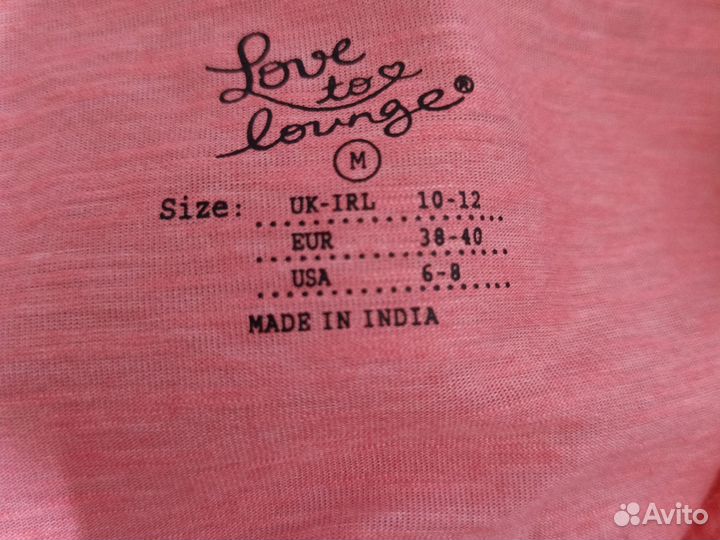 Love
to
lounge®
M
Size: UK-IRL 10-12
EUR 38-40
USA 6-8
MADE IN INDIA
Avito